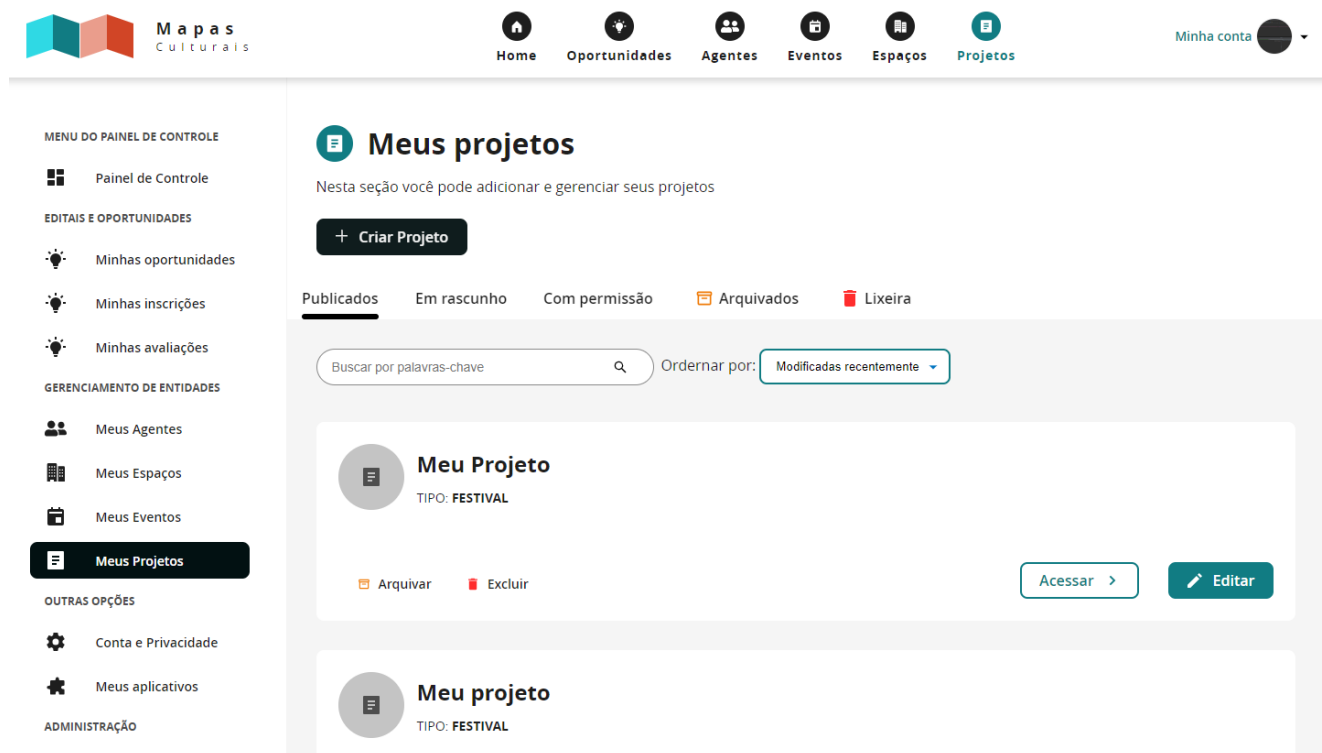 Mapas
Culturais
Home
Oportunidades
Agentes
Eventos
Espaços
Projetos
Minha conta
MENU DO PAINEL DE CONTROLE
Painel de Controle
EDITAIS E OPORTUNIDADES
Minhas oportunidades
Minhas inscrições
Minhas avaliações
GERENCIAMENTO DE ENTIDADES
Meus Agentes
Meus Espaços
Meus Eventos
Meus Projetos
OUTRAS OPÇÕES
Conta e Privacidade
Meus aplicativos
ADMINISTRAÇÃO
Meus projetos
Nesta seção você pode adicionar e gerenciar seus projetos
+ Criar Projeto
Publicados
Em rascunho
Com permissão
Arquivados
Lixeira
Buscar por palavras-chave
Ordernar por:
Modificadas recentemente
Meu Projeto
TIPO: FESTIVAL
Arquivar
Excluir
Acessar
Editar
Meu projeto
TIPO: FESTIVAL